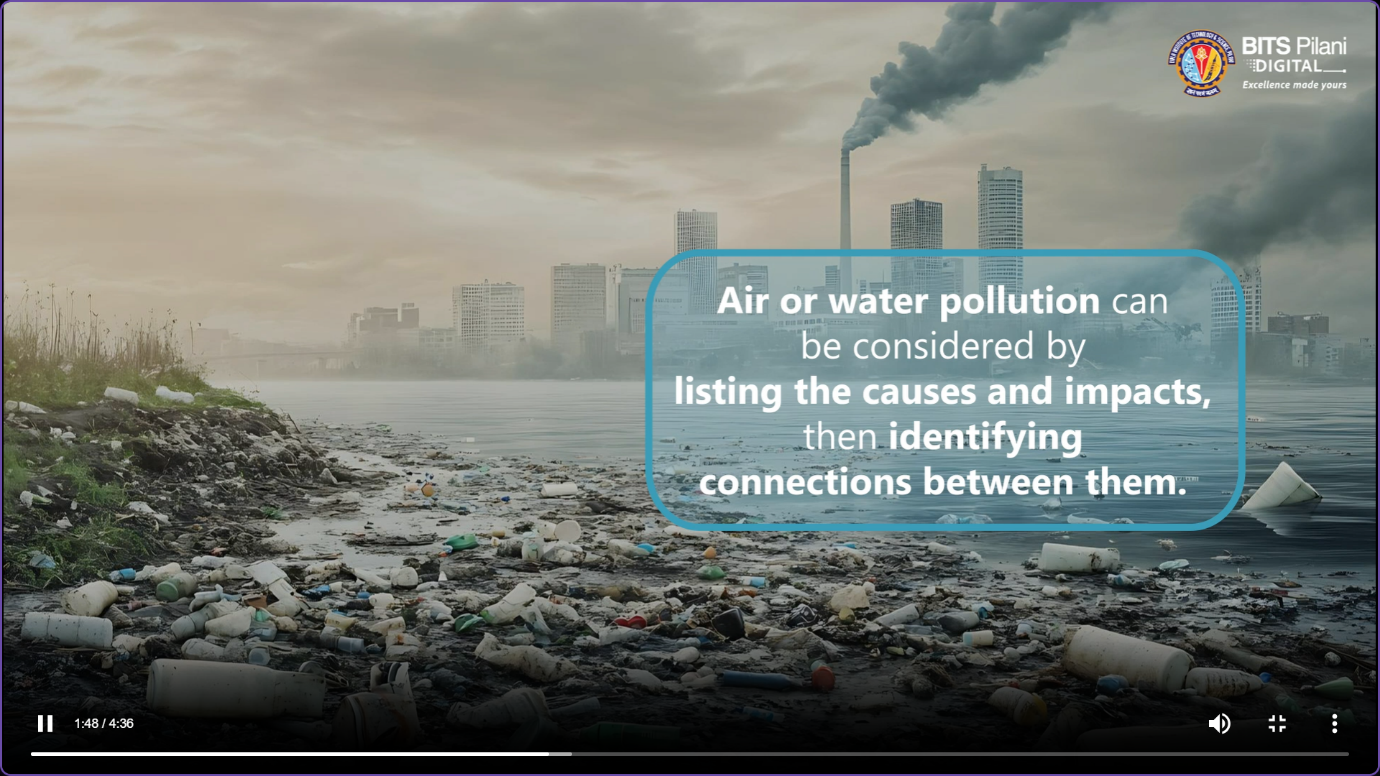 BITS Pilani
DIGITAL
Excellence made yours
Air or water pollution can
be considered by
listing the causes and impacts,
then identifying
connections between them.
1:48 / 4:36